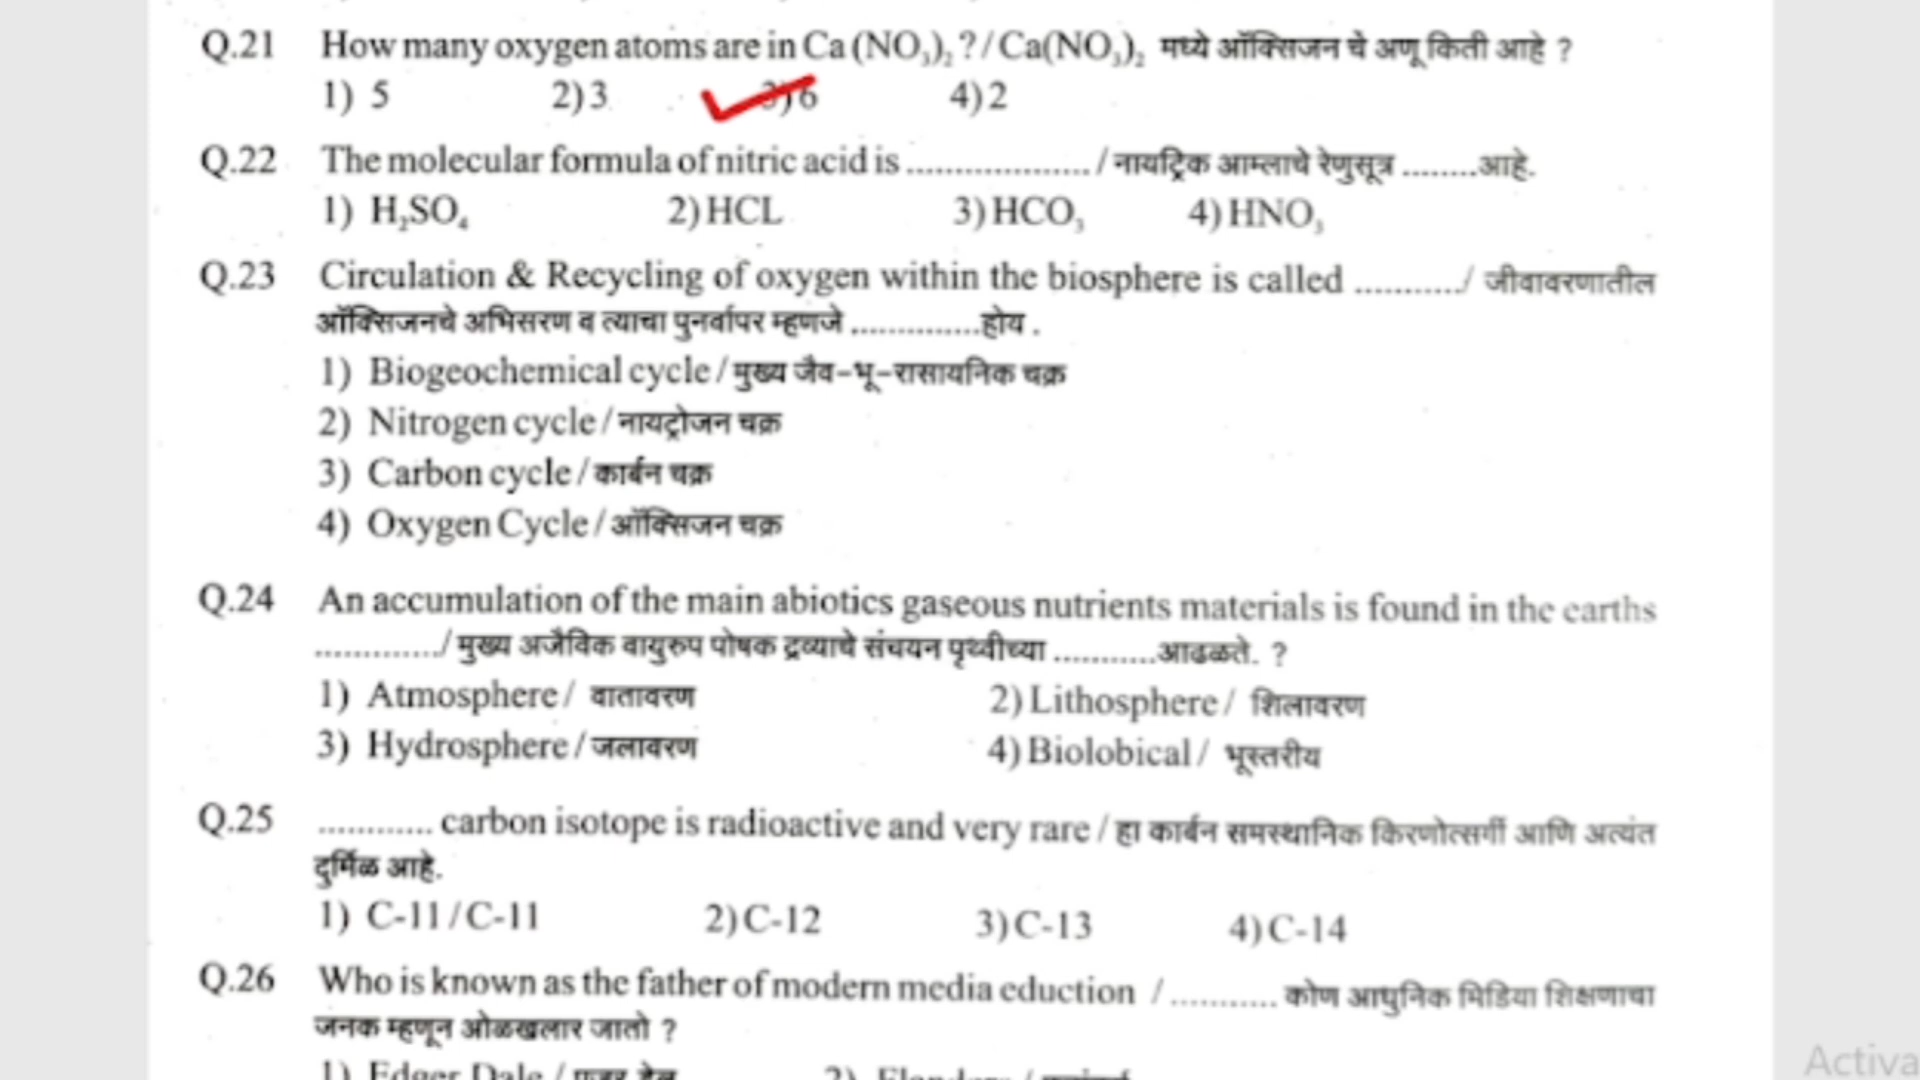 Q.21 How many oxygen atoms are in Ca (NO₃)₂ ? / Ca(NO₃)₂ मध्ये ऑक्सिजन चे अणू किती आहे ?
1) 5 2) 3 3) 6 4) 2
Q.22 The molecular formula of nitric acid is ................... / नायट्रिक आम्लाचे रेणुसूत्र ........आहे.
1) H₂SO₄ 2) HCL 3) HCO₃ 4) HNO₃
Q.23 Circulation & Recycling of oxygen within the biosphere is called .........../ जीवावरणातील
ऑक्सिजनचे अभिसरण व त्याचा पुनर्वापर म्हणजे ..............होय .
1) Biogeochemical cycle / मुख्य जैव-भू-रासायनिक चक्र
2) Nitrogen cycle / नायट्रोजन चक्र
3) Carbon cycle / कार्बन चक्र
4) Oxygen Cycle / ऑक्सिजन चक्र
Q.24 An accumulation of the main abiotics gaseous nutrients materials is found in the earths
............./ मुख्य अजैविक वायुरुप पोषक द्रव्याचे संचयन पृथ्वीच्या ...........आढळते. ?
1) Atmosphere / वातावरण 2) Lithosphere / शिलावरण
3) Hydrosphere / जलावरण 4) Biolobical / भूस्तरीय
Q.25 ............ carbon isotope is radioactive and very rare / हा कार्बन समस्थानिक किरणोत्सर्गी आणि अत्यंत
दुर्मिळ आहे.
1) C-11 / C-11 2) C-12 3) C-13 4) C-14
Q.26 Who is known as the father of modern media eduction / ........... कोण आधुनिक मिडिया शिक्षणाचा
जनक म्हणून ओळखलार जातो ?
1) Edger Dale / एजर डेल 2) Flanders /
Activa